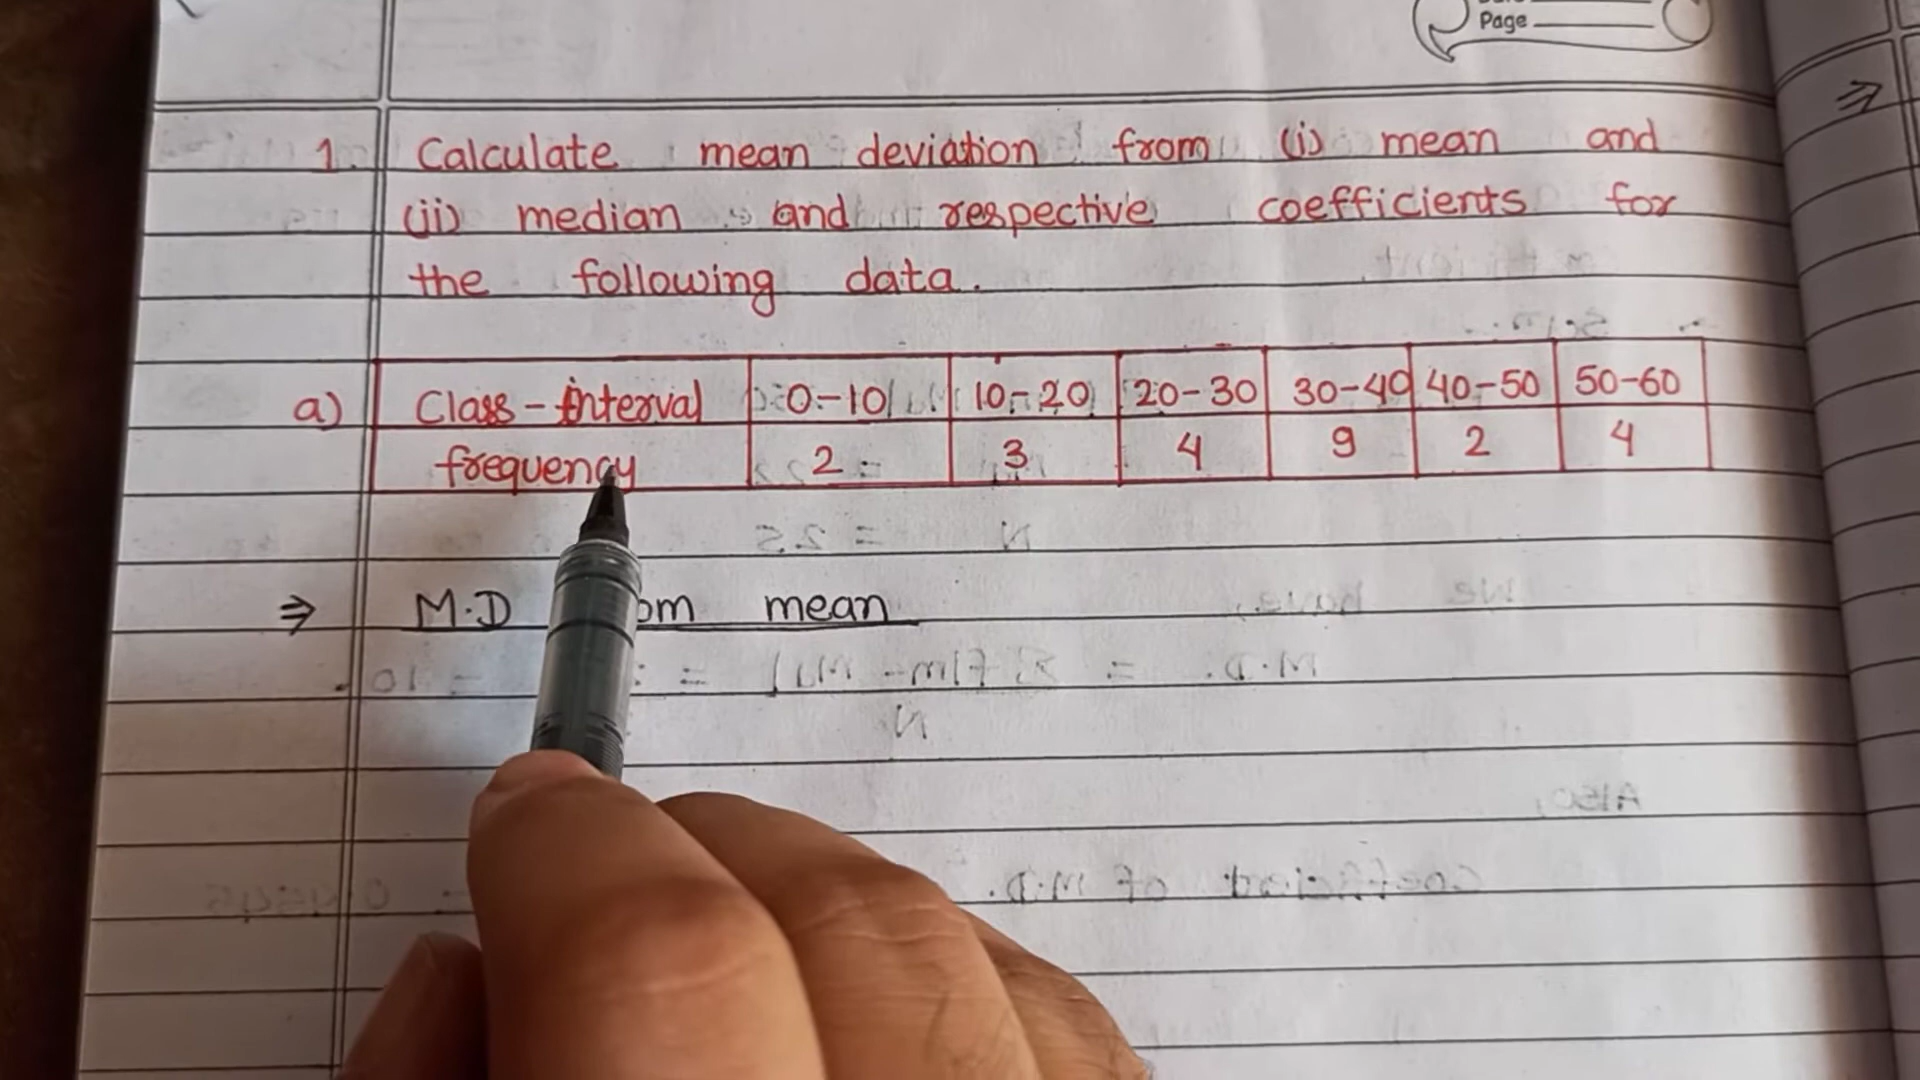 Page
1. Calculate mean deviation from (i) mean and
(ii) median and respective coefficients for
the following data.
a) Class-interval 0-10 10-20 20-30 30-40 40-50 50-60
frequency 2 3 4 9 2 4
⇒ M.D om mean